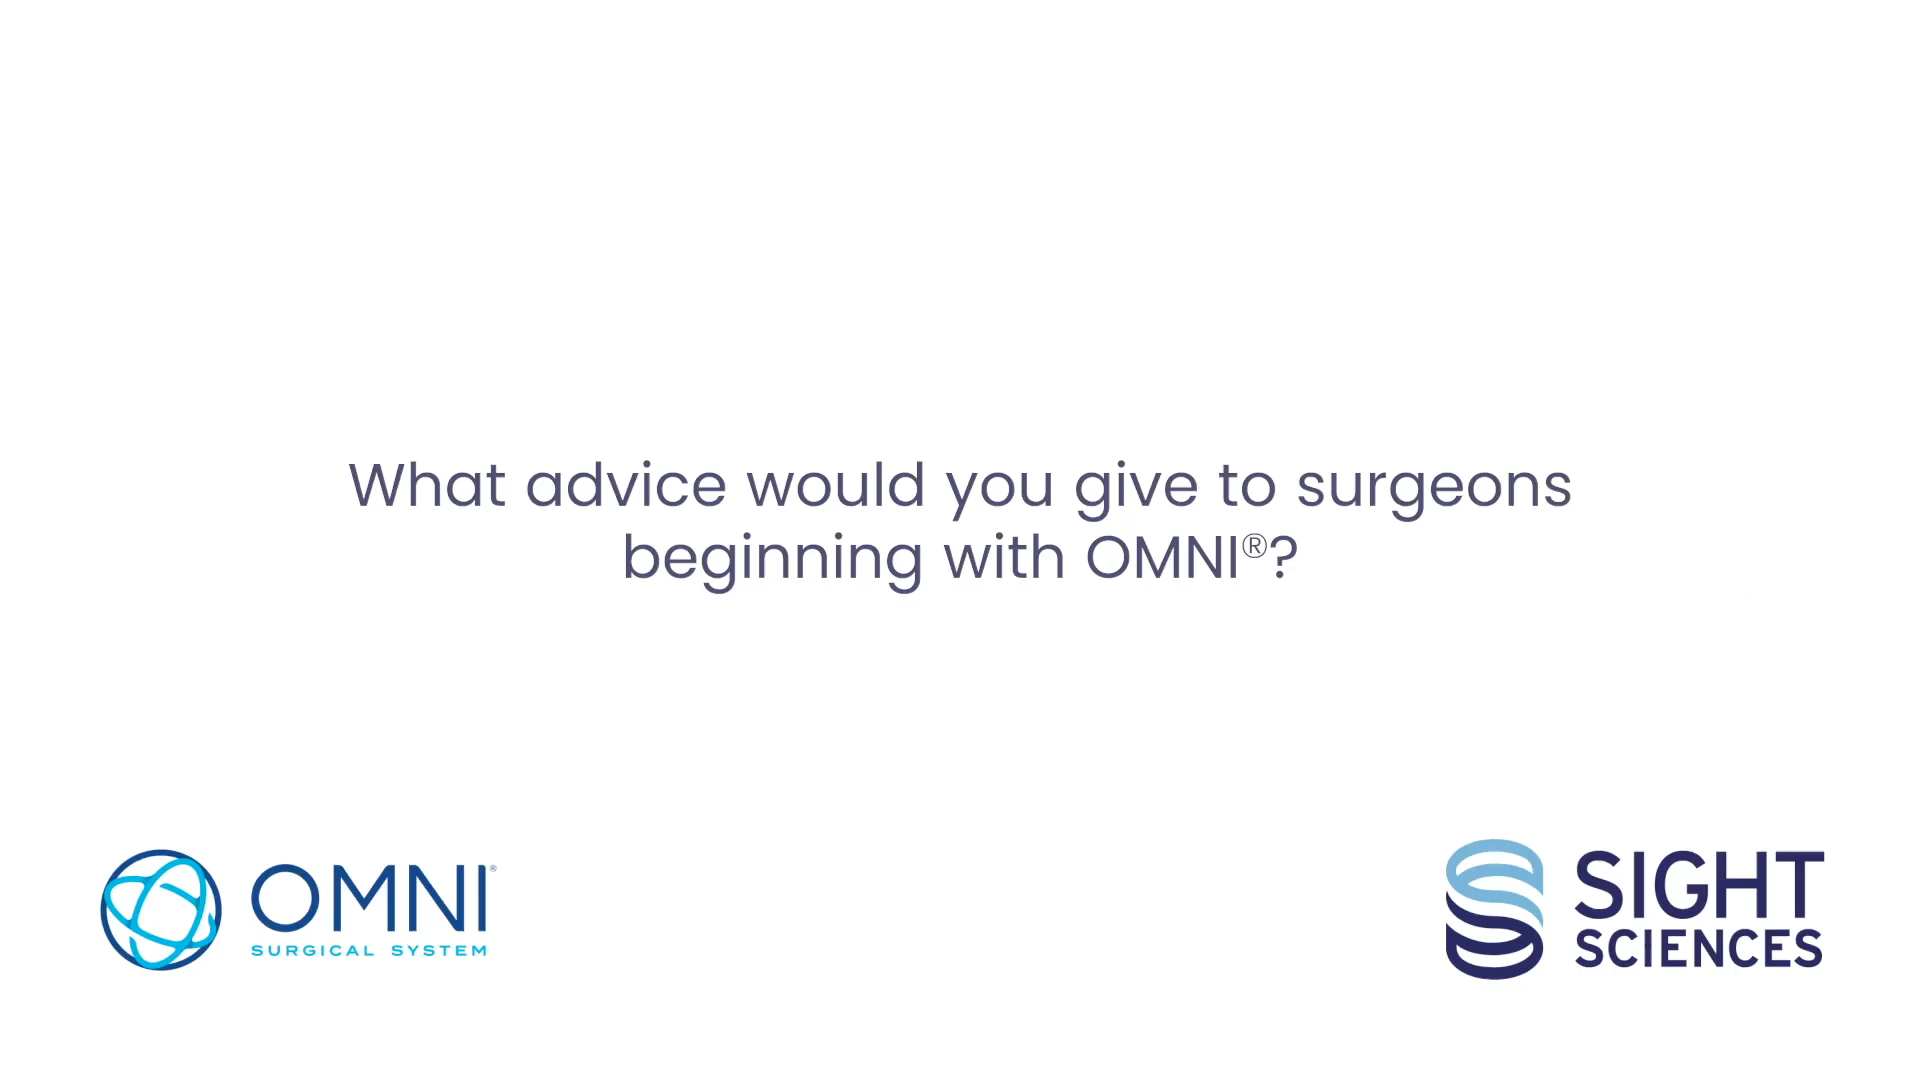 What advice would you give to surgeons
beginning with OMNI®?
OMNI®
SURGICAL SYSTEM
SIGHT
SCIENCES